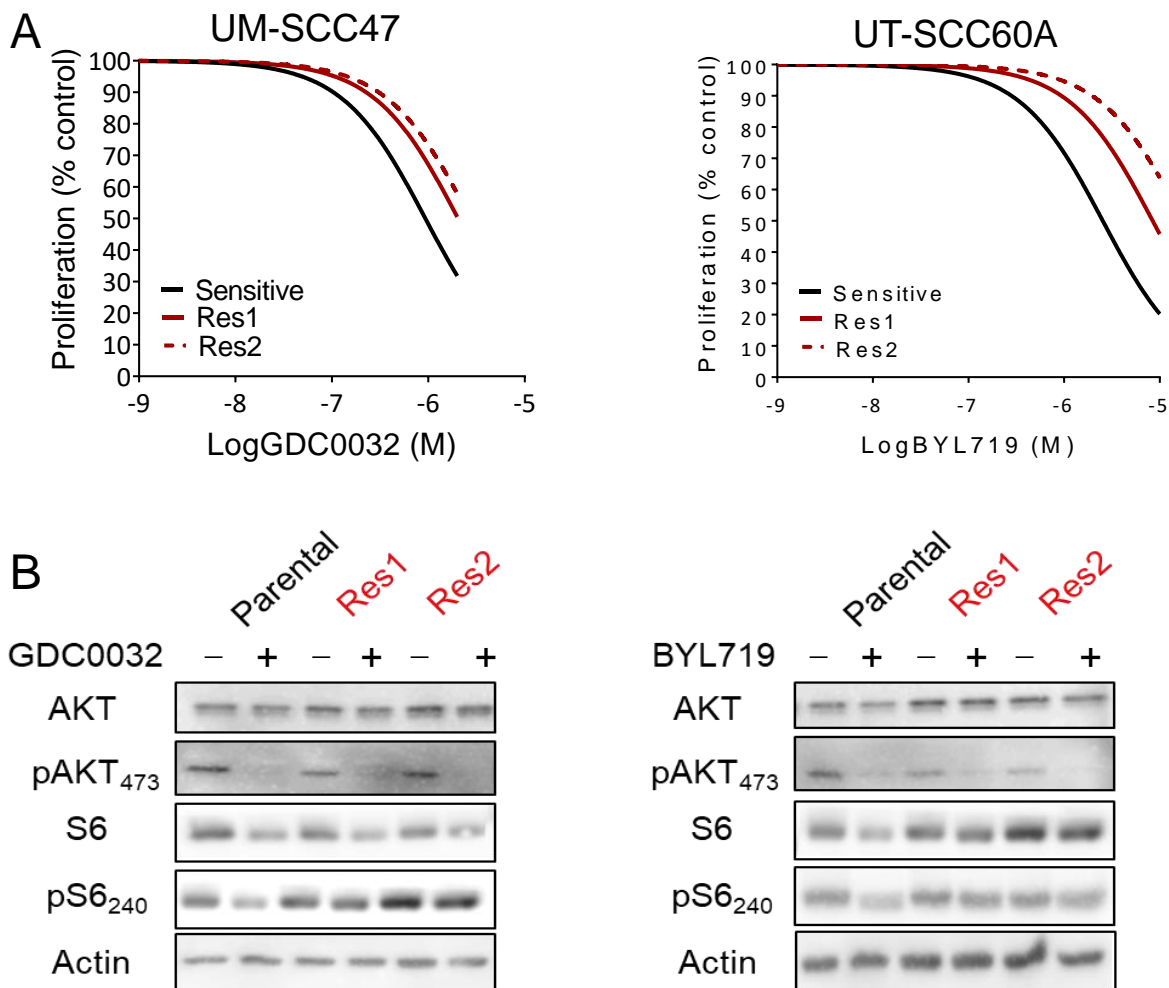 A
UM-SCC47
Proliferation (% control)
100
90
80
70
60
50
40
30
20
10
0
Sensitive
Res1
Res2
-9
-8
-7
-6
-5
LogGDC0032 (M)
UT-SCC60A
Proliferation (% control)
100
90
80
70
60
50
40
30
20
10
0
Sensitive
Res1
Res2
-9
-8
-7
-6
-5
LogBYL719 (M)
B
Parental
Res1
Res2
GDC0032 – + – + – +
AKT
pAKT473
S6
pS6240
Actin
Parental
Res1
Res2
BYL719 – + – + – +
AKT
pAKT473
S6
pS6240
Actin